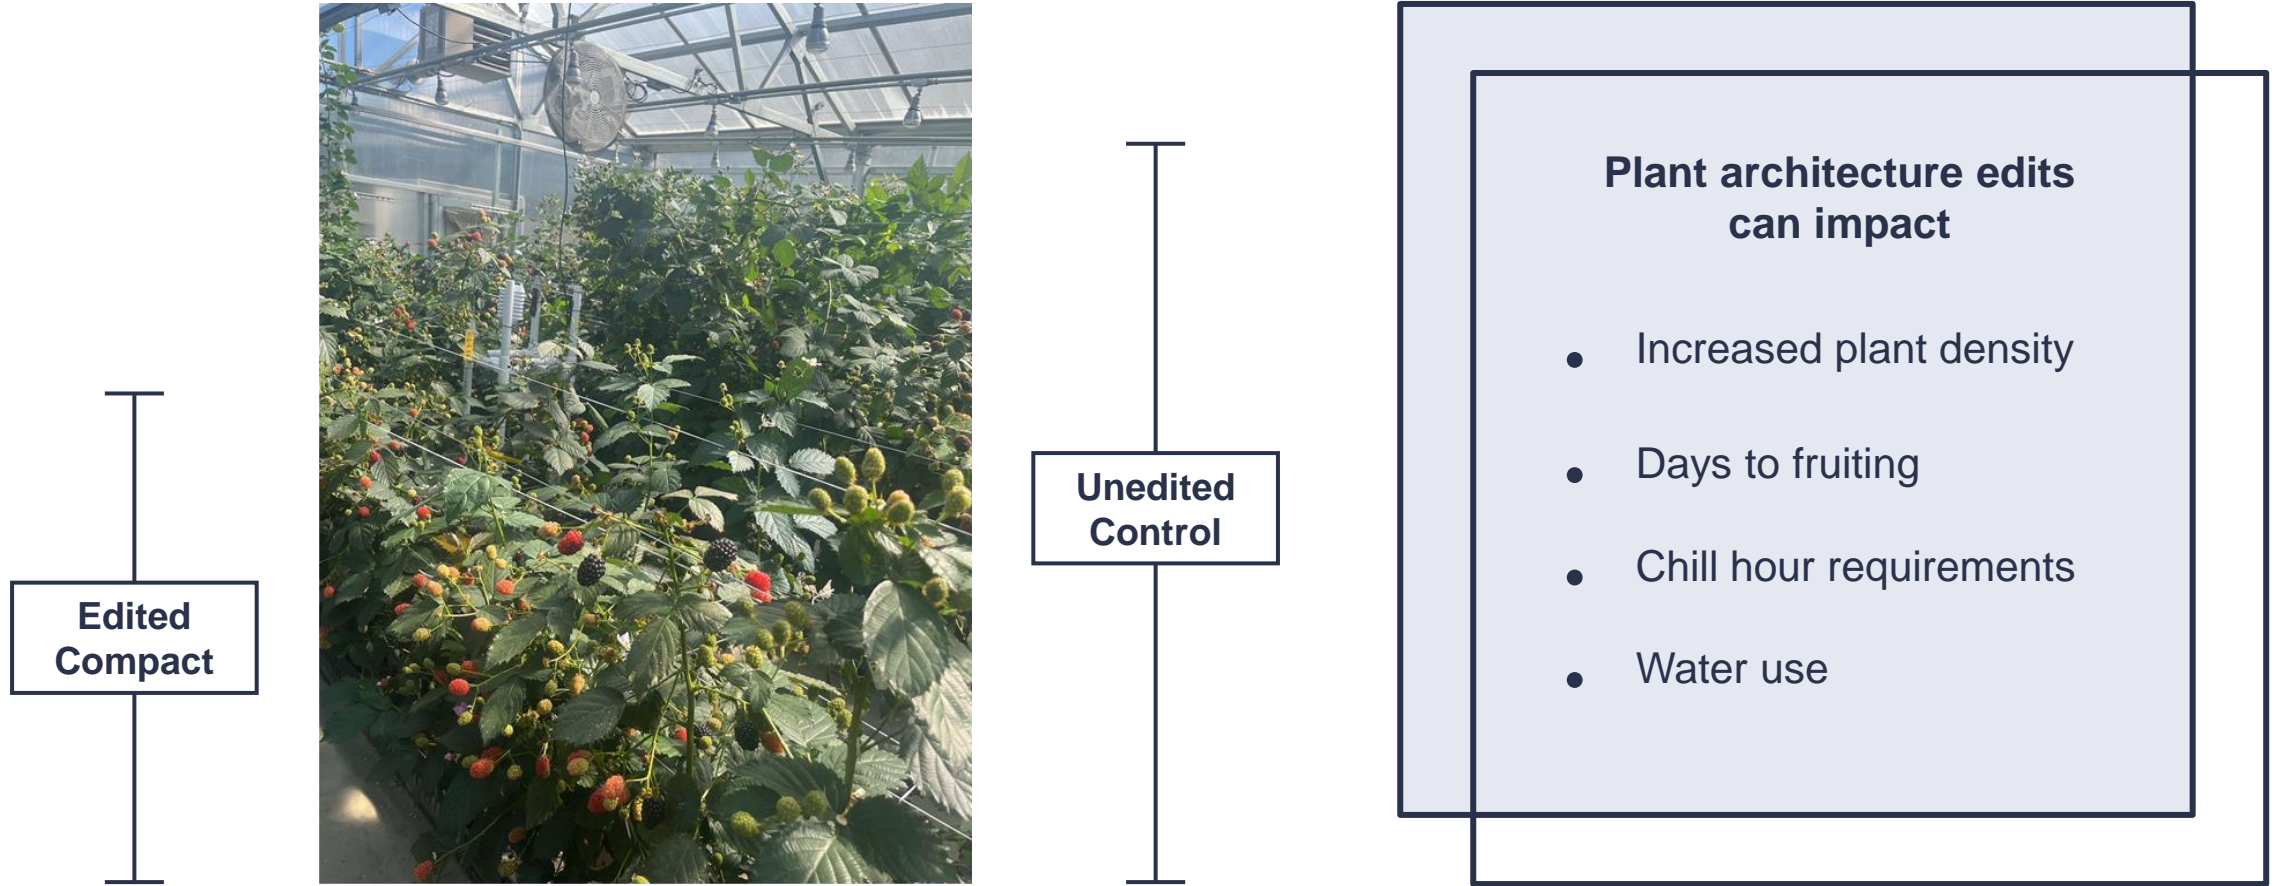 Edited
Compact
Unedited
Control
Plant architecture edits
can impact
• Increased plant density
• Days to fruiting
• Chill hour requirements
• Water use